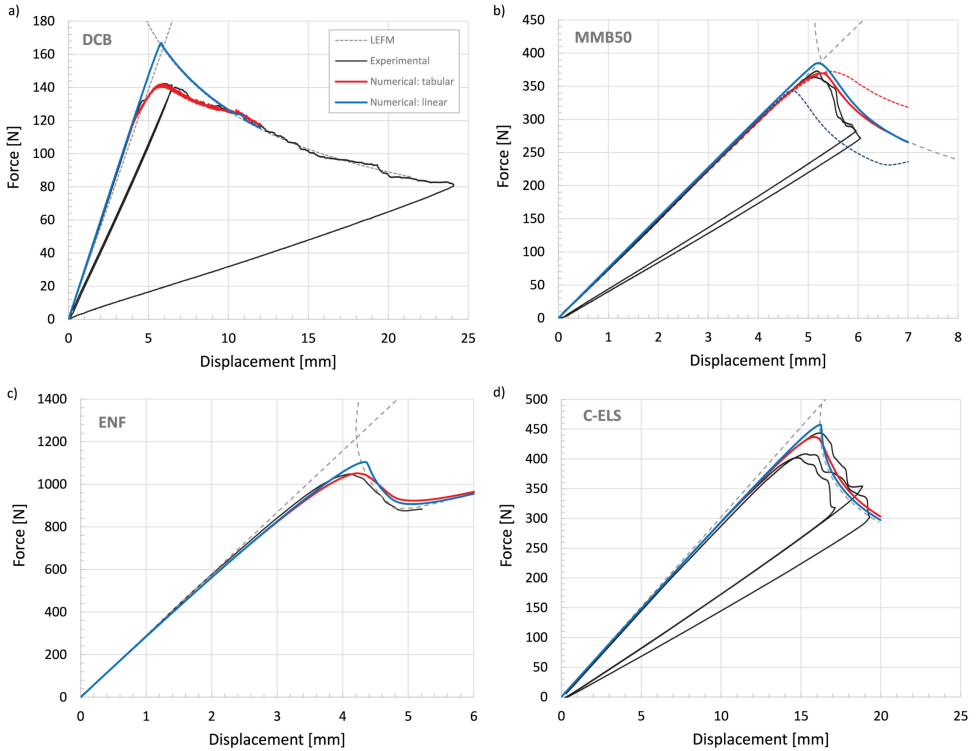 a)
DCB
180
160
140
120
100
80
60
40
20
0
Force [N]
0 5 10 15 20 25
Displacement [mm]
LEFM
Experimental
Numerical: tabular
Numerical: linear
b)
MMB50
450
400
350
300
250
200
150
100
50
0
Force [N]
0 1 2 3 4 5 6 7 8
Displacement [mm]
c)
ENF
1400
1200
1000
800
600
400
200
0
Force [N]
0 1 2 3 4 5 6
Displacement [mm]
d)
C-ELS
500
450
400
350
300
250
200
150
100
50
0
Force [N]
0 5 10 15 20 25
Displacement [mm]